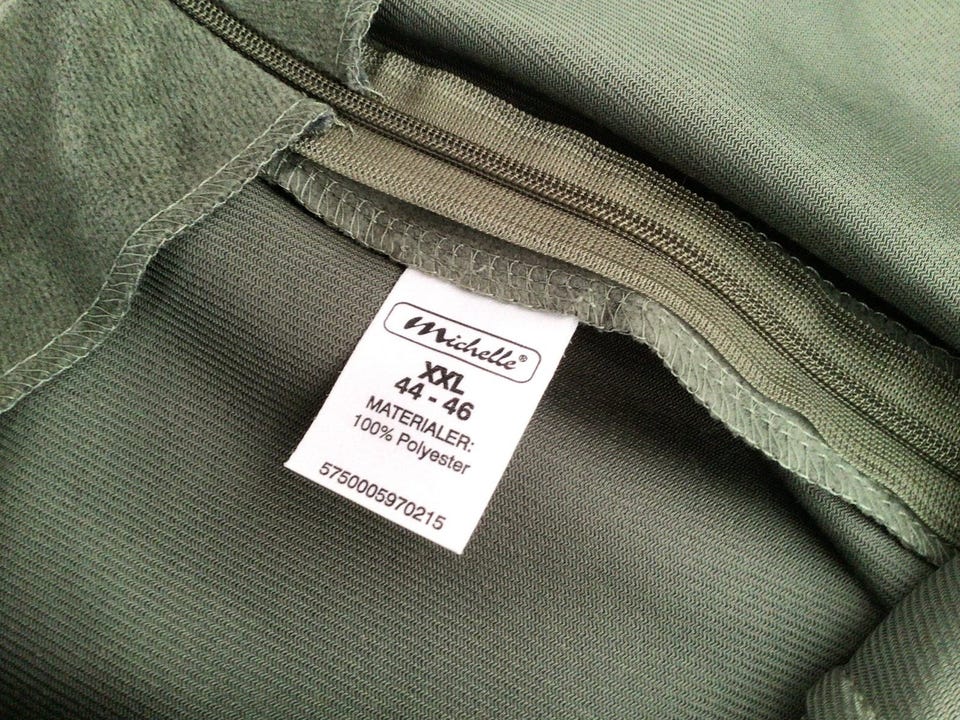 Michelle®
XXL
44 - 46
MATERIALER:
100% Polyester
5750005970215